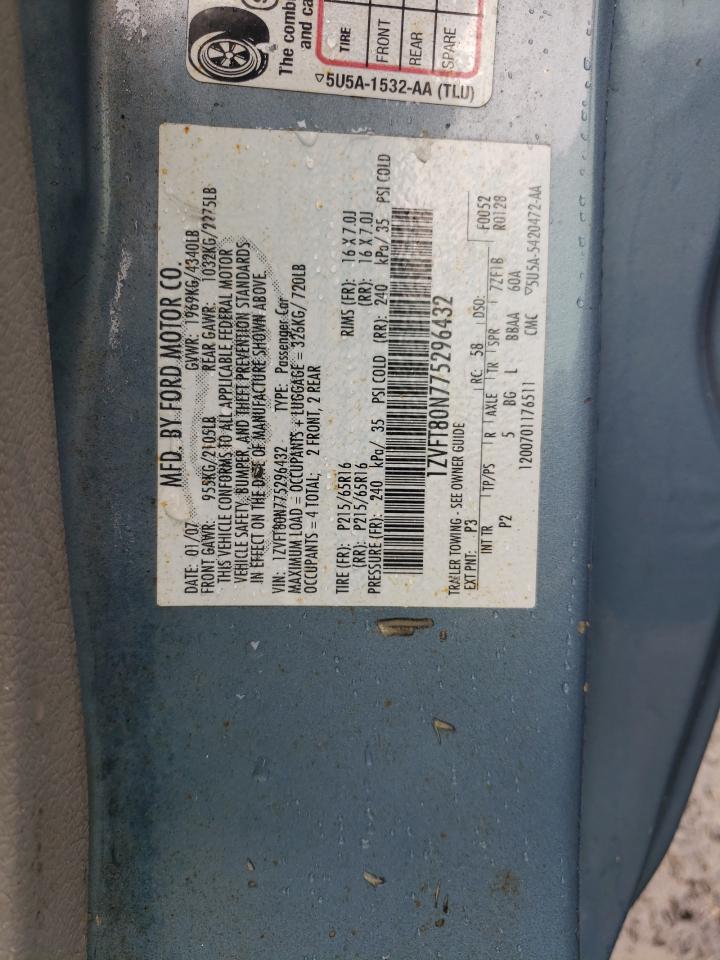 The comb
and ca
TIRE
FRONT
REAR
SPARE
▽5U5A-1532-AA (TLU)
MFD. BY FORD MOTOR CO.
DATE: 01/07 GVWR: 1969KG/4340LB
FRONT GAWR: 955KG/2105LB REAR GAWR: 1032KG/2275LB
THIS VEHICLE CONFORMS TO ALL APPLICABLE FEDERAL MOTOR
VEHICLE SAFETY, BUMPER, AND THEFT PREVENTION STANDARDS
IN EFFECT ON THE DATE OF MANUFACTURE SHOWN ABOVE.
VIN: 1ZVFT80N775296432 TYPE: Passenger Car
MAXIMUM LOAD = OCCUPANTS + LUGGAGE = 326KG/ 720LB
OCCUPANTS = 4 TOTAL; 2 FRONT, 2 REAR
TIRE (FR): P215/65R16 RIMS (FR): 16 X 7.0J
(RR): P215/65R16 (RR): 16 X 7.0J
PRESSURE (FR): 240 kPa/ 35 PSI COLD (RR): 240 kPa/ 35 PSI COLD
1ZVFT80N775296432
TRAILER TOWING - SEE OWNER GUIDE
EXT PNT: P3 RC: 58 DSO: F0052
R0128
INT TR TP/PS R AXLE TR SPR 7ZF1B
P2 5 BG L BBAA 60A
1200701176511 CMC ▽5U5A-5420472-AA